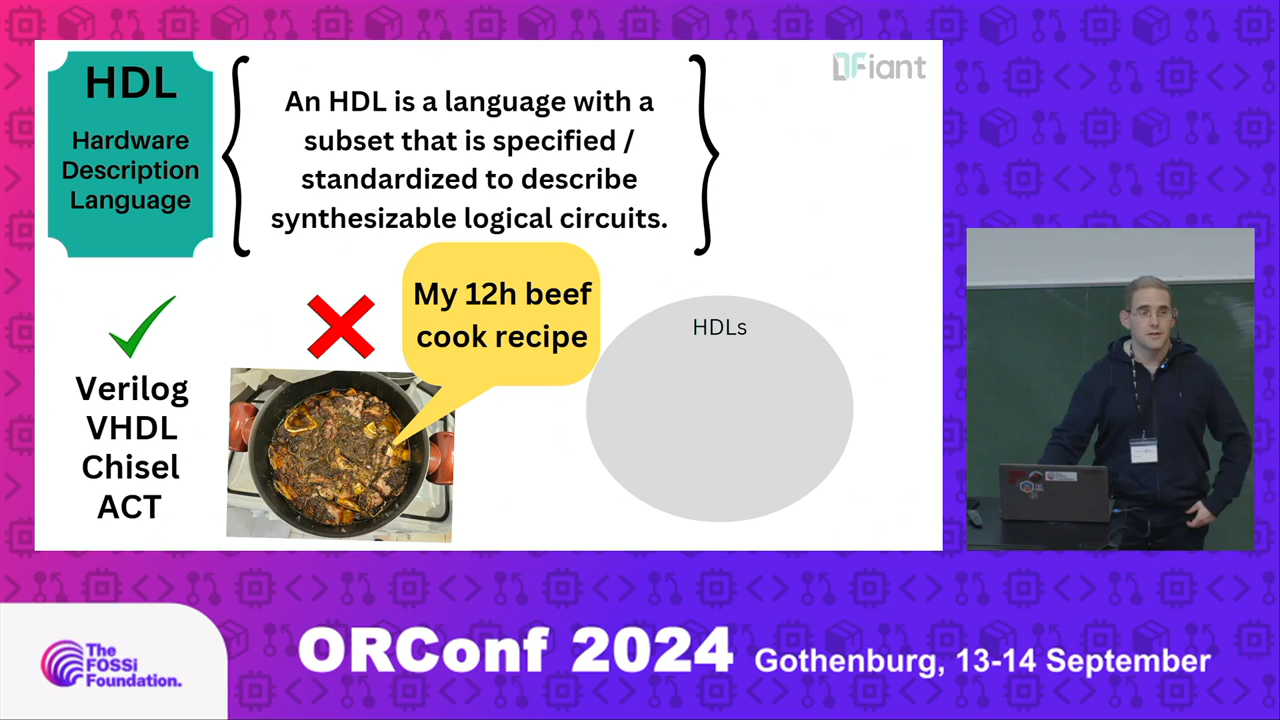 HDL
Hardware
Description
Language
An HDL is a language with a
subset that is specified /
standardized to describe
synthesizable logical circuits.
DFiant
Verilog
VHDL
Chisel
ACT
My 12h beef
cook recipe
HDLs
The
FOSSi
Foundation.
ORConf 2024
Gothenburg, 13-14 September